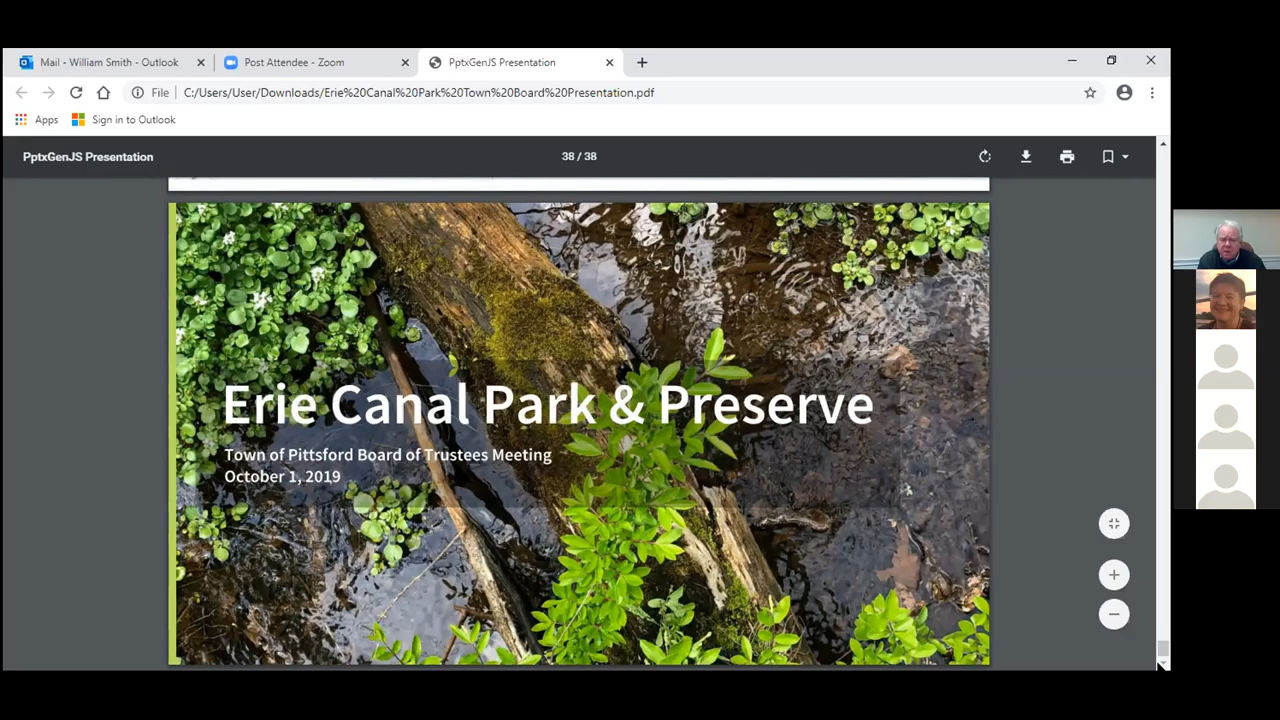 Mail - William Smith - Outlook
Post Attendee - Zoom
PptxGenJS Presentation
File
C:/Users/User/Downloads/Erie%20Canal%20Park%20Town%20Board%20Presentation.pdf
Apps
Sign in to Outlook
PptxGenJS Presentation
38 / 38
Erie Canal Park & Preserve
Town of Pittsford Board of Trustees Meeting
October 1, 2019